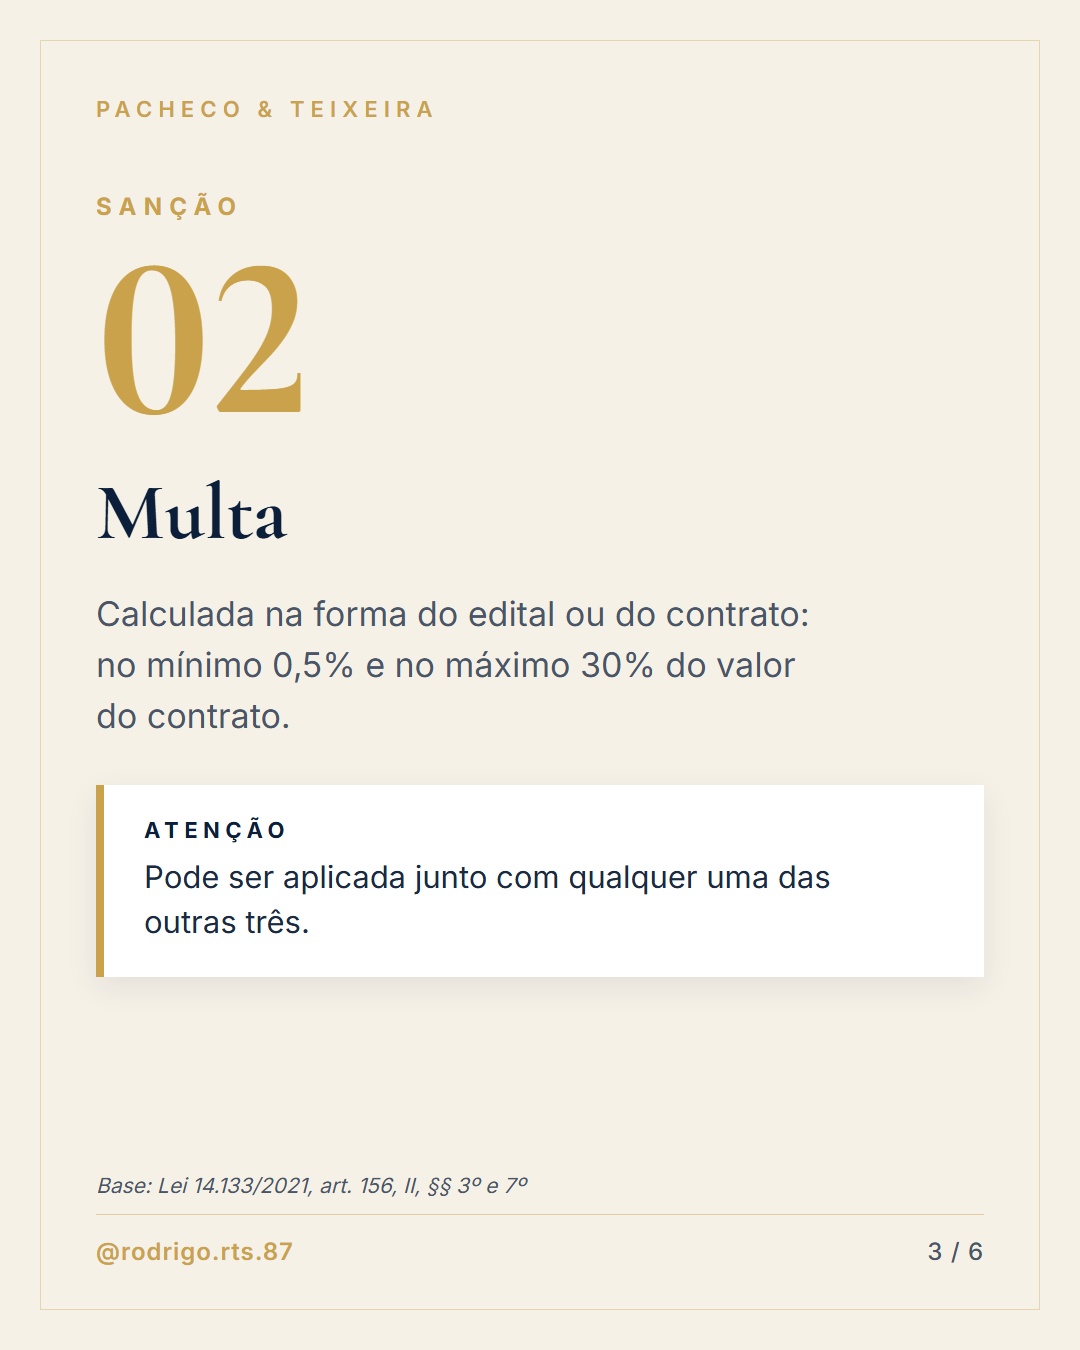 PACHECO & TEIXEIRA
SANÇÃO
02
Multa
Calculada na forma do edital ou do contrato:
no mínimo 0,5% e no máximo 30% do valor
do contrato.
ATENÇÃO
Pode ser aplicada junto com qualquer uma das
outras três.
Base: Lei 14.133/2021, art. 156, II, §§ 3º e 7º
@rodrigo.rts.87
3 / 6